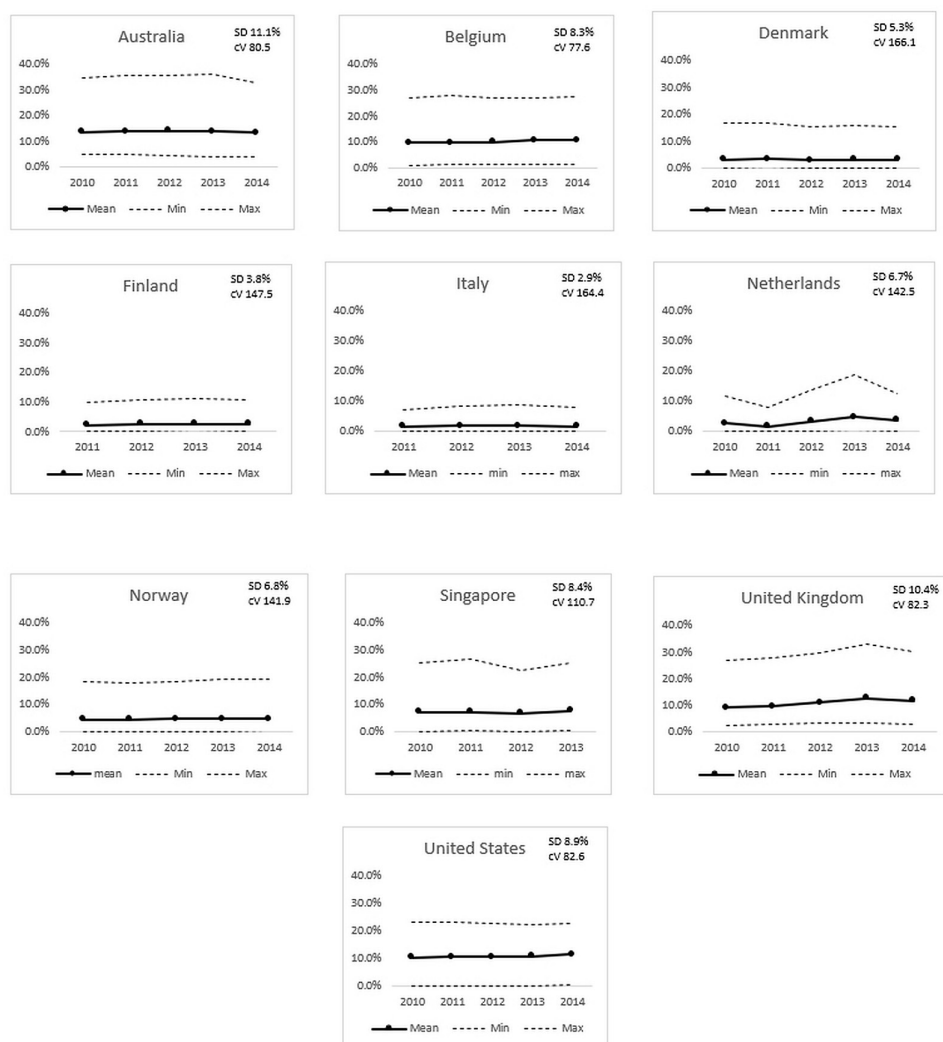 Australia
SD 11.1%
cV 80.5
40.0%
30.0%
20.0%
10.0%
0.0%
2010 2011 2012 2013 2014
Mean Min Max
Belgium
SD 8.3%
cV 77.6
40.0%
30.0%
20.0%
10.0%
0.0%
2010 2011 2012 2013 2014
Mean Min Max
Denmark
SD 5.3%
cV 166.1
40.0%
30.0%
20.0%
10.0%
0.0%
2010 2011 2012 2013 2014
Mean Min Max
Finland
SD 3.8%
cV 147.5
40.0%
30.0%
20.0%
10.0%
0.0%
2011 2012 2013 2014
Mean Min Max
Italy
SD 2.9%
cV 164.4
40.0%
30.0%
20.0%
10.0%
0.0%
2011 2012 2013 2014
Mean Min Max
Netherlands
SD 6.7%
cV 142.5
40.0%
30.0%
20.0%
10.0%
0.0%
2010 2011 2012 2013 2014
Mean min max
Norway
SD 6.8%
cV 141.9
40.0%
30.0%
20.0%
10.0%
0.0%
2010 2011 2012 2013 2014
mean Min Max
Singapore
SD 8.4%
cV 110.7
40.0%
30.0%
20.0%
10.0%
0.0%
2010 2011 2012 2013
Mean min max
United Kingdom
SD 10.4%
cV 82.3
40.0%
30.0%
20.0%
10.0%
0.0%
2010 2011 2012 2013 2014
Mean Min Max
United States
SD 8.9%
cV 82.6
40.0%
30.0%
20.0%
10.0%
0.0%
2010 2011 2012 2013 2014
Mean Min Max